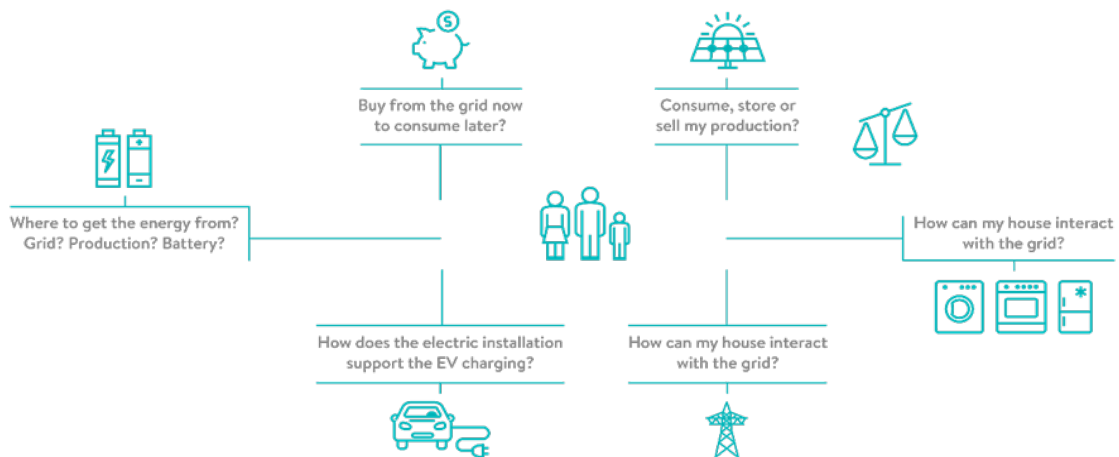 S
Buy from the grid now
to consume later?
Consume, store or
sell my production?
Where to get the energy from?
Grid? Production? Battery?
How can my house interact
with the grid?
How does the electric installation
support the EV charging?
How can my house interact
with the grid?